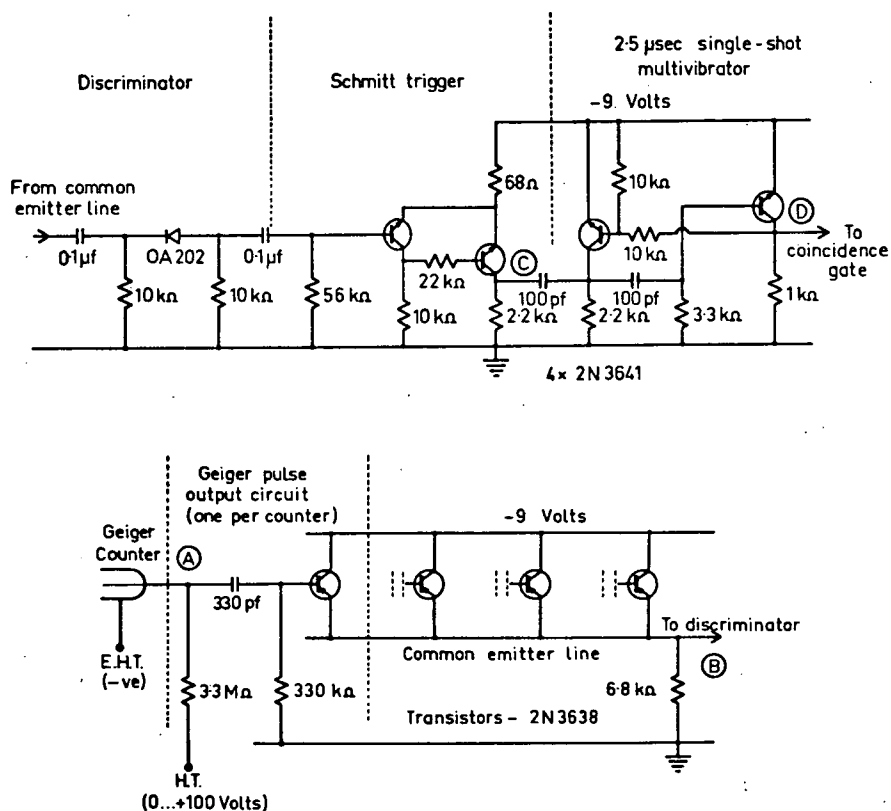 2·5 µsec single-shot
multivibrator
Discriminator
Schmitt trigger
-9 Volts
From common
emitter line
68Ω
10 kΩ
D
To
coincidence
gate
0·1µf
OA 202
0·1µf
C
10 kΩ
22 kΩ
100 pf
100 pf
10 kΩ
10 kΩ
56 kΩ
10 kΩ
2·2 kΩ
2·2 kΩ
3·3 kΩ
1 kΩ
4× 2N 3641
Geiger pulse
output circuit
(one per counter)
-9 Volts
Geiger
Counter
A
330 pf
To discriminator
Common emitter line
B
E.H.T.
(-ve)
3·3 MΩ
330 kΩ
6·8 kΩ
Transistors - 2N 3638
H.T.
(0...+100 Volts)